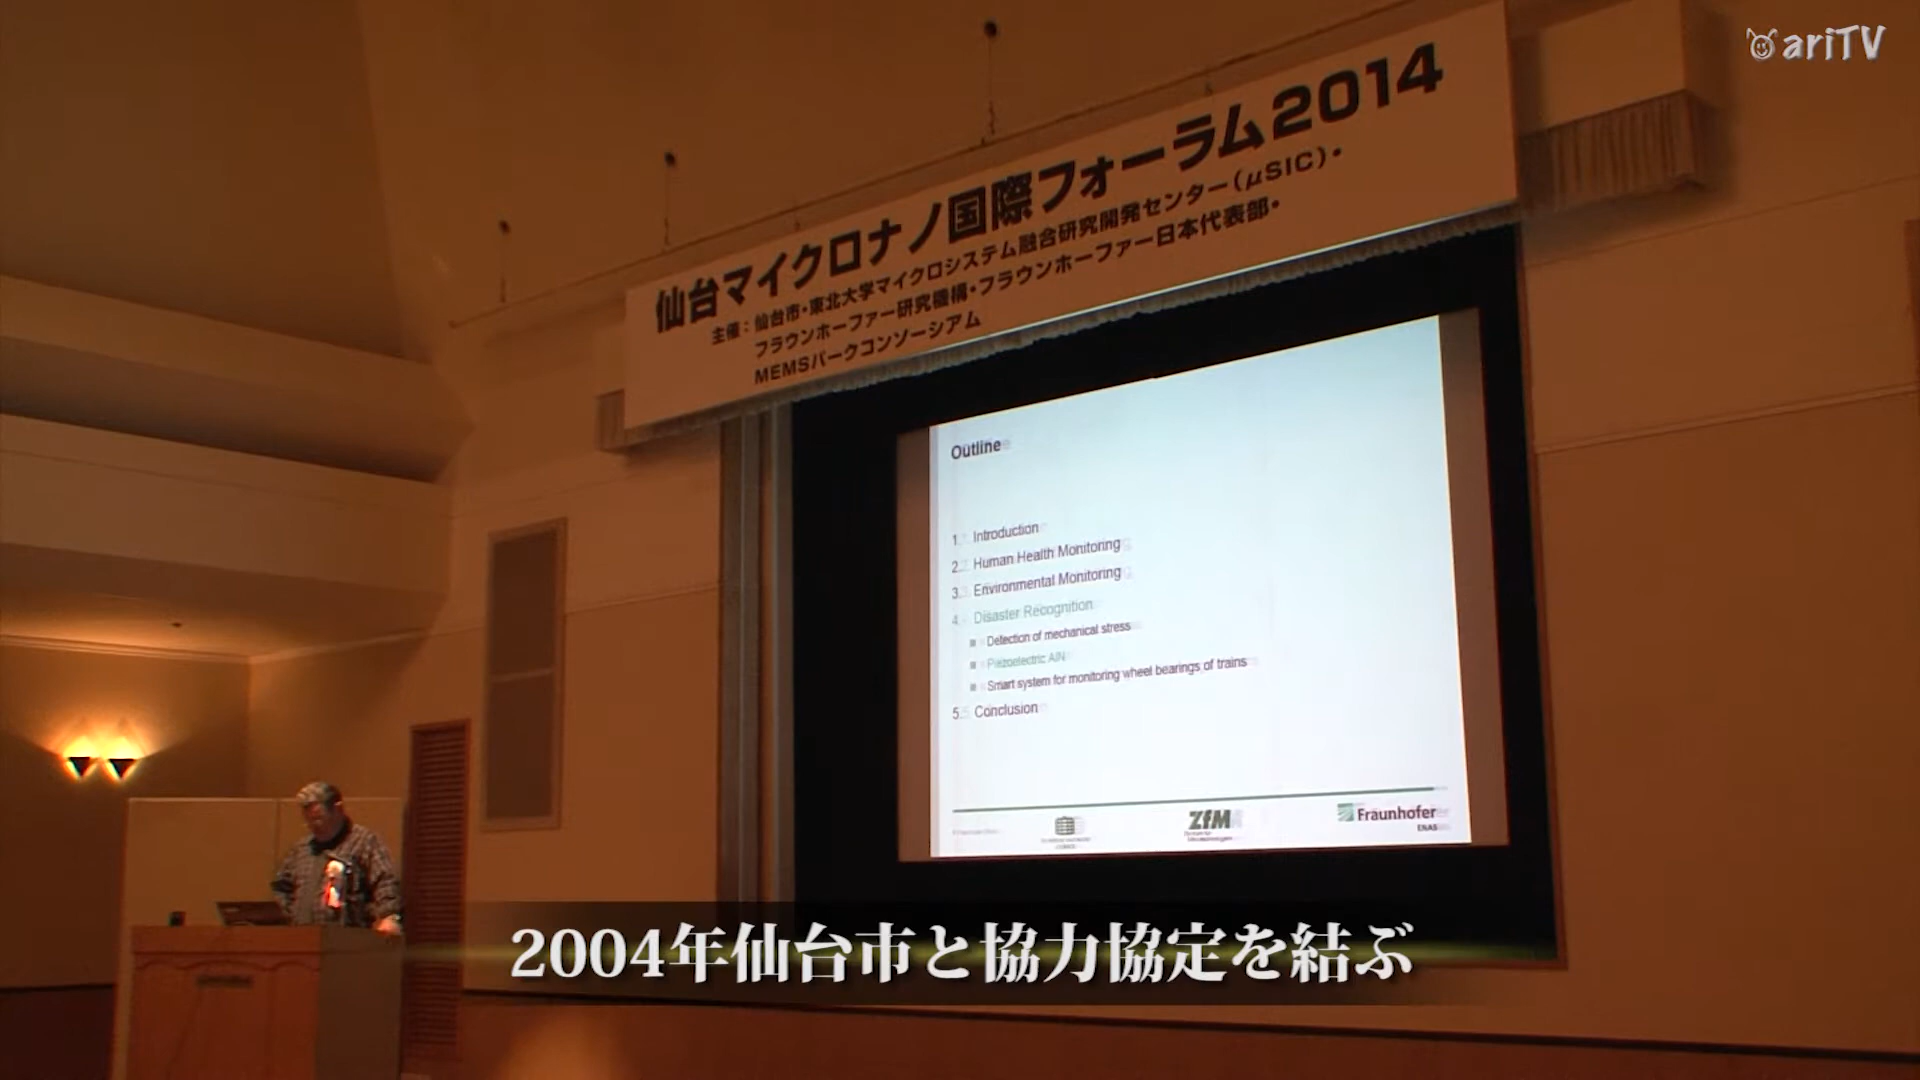 ariTV
仙台マイクロナノ国際フォーラム2014
主催：仙台市・東北大学マイクロシステム融合研究開発センター(μSIC)・
フラウンホーファー研究機構・フラウンホーファー日本代表部・
MEMSパークコンソーシアム
Outline
1. Introduction
2. Human Health Monitoring
3. Environmental Monitoring
4. Disaster Recognition
■ Detection of mechanical stress
■ Piezoelectric AlN
■ Smart system for monitoring wheel bearings of trains
5. Conclusion
ZfM
Fraunhofer
ENAS
2004年仙台市と協力協定を結ぶ